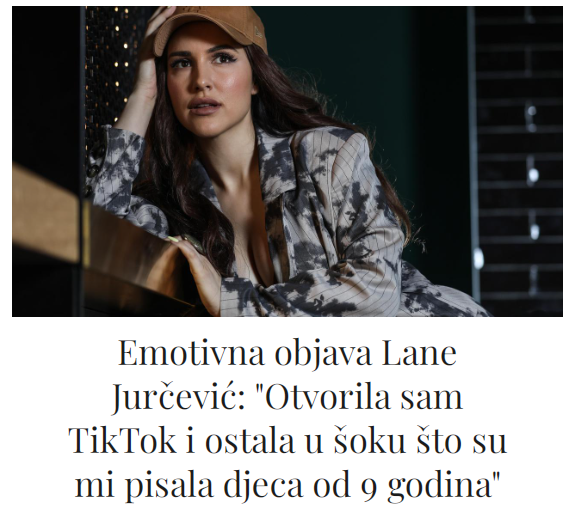 Emotivna objava Lane
Jurčević: "Otvorila sam
TikTok i ostala u šoku što su
mi pisala djeca od 9 godina"